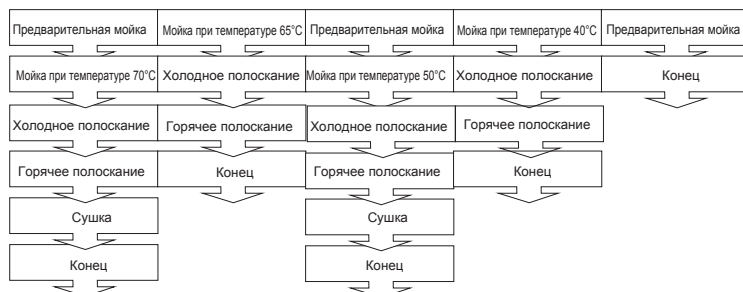 Предварительная мойка Мойка при температуре 65°C Предварительная мойка Мойка при температуре 40°C Предварительная мойка
Мойка при температуре 70°C Холодное полоскание Мойка при температуре 50°C Холодное полоскание Конец
Холодное полоскание Горячее полоскание Холодное полоскание Горячее полоскание
Горячее полоскание Конец Горячее полоскание Конец
Сушка Сушка
Конец Конец